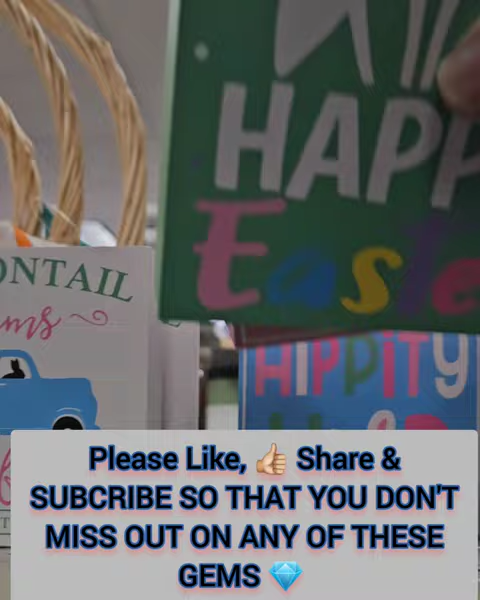 HAPP
Easte
ONTAIL
ms
HIPPITY
Please Like, 👍🏼 Share &
SUBCRIBE SO THAT YOU DON'T
MISS OUT ON ANY OF THESE
GEMS 💎